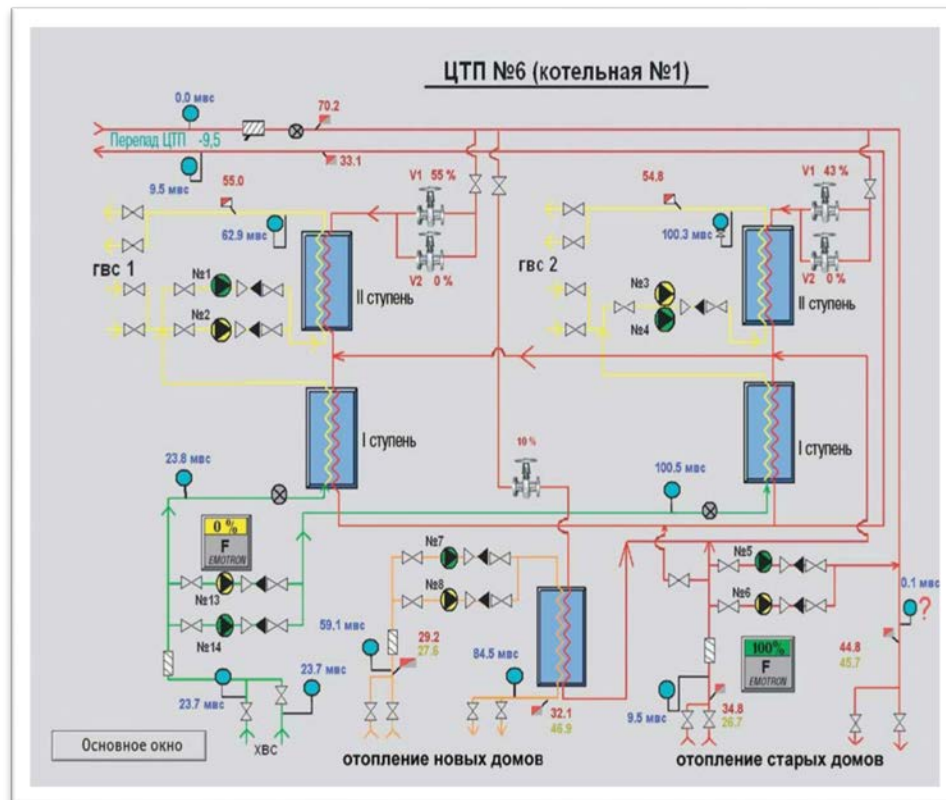 ЦТП №6 (котельная №1)
0.0 мвс
70.2
Перепад ЦТП -9,5
33.1
9.5 мвс
55.0
62.9 мвс
V1 55 %
V2 0 %
54.8
100.3 мвс
V1 43 %
V2 0 %
гвс 1
№1
№2
II ступень
гвс 2
№3
№4
II ступень
I ступень
I ступень
10 %
23.8 мвс
100.5 мвс
0 %
F
EMOTRON
№13
№14
№7
№8
№5
№6
0.1 мвс
?
59.1 мвс
29.2
27.6
84.5 мвс
100%
F
EMOTRON
44.8
45.7
23.7 мвс
23.7 мвс
32.1
46.9
9.5 мвс
34.8
26.7
Основное окно
ХВС
отопление новых домов
отопление старых домов